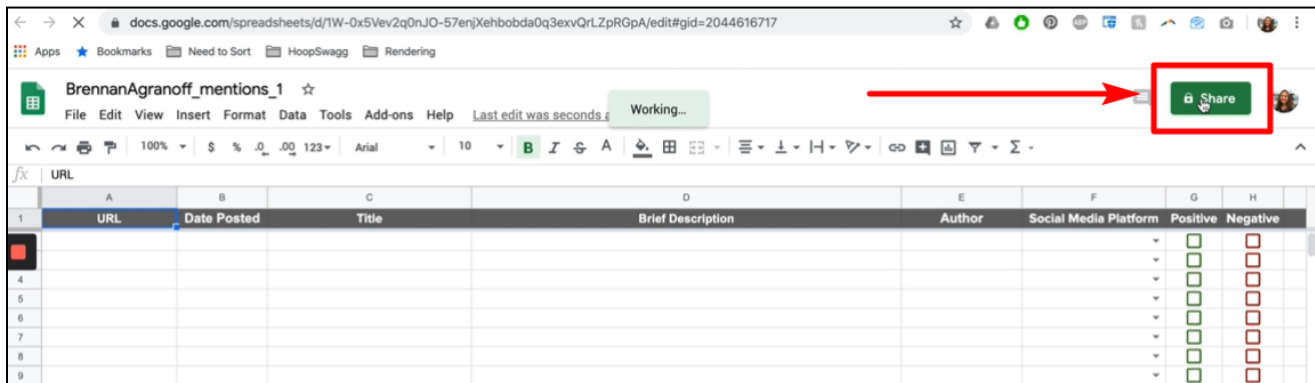 docs.google.com/spreadsheets/d/1W-0x5Vev2q0nJO-57enjXehbobda0q3exvQrLZpRGpA/edit#gid=2044616717
Apps Bookmarks Need to Sort HoopSwagg Rendering
BrennanAgranoff_mentions_1
Share
File Edit View Insert Format Data Tools Add-ons Help Last edit was seconds a
Working...
100% $ % .0 .00 123 Arial 10 B I S A
fx URL
A B C D E F G H
1 URL Date Posted Title Brief Description Author Social Media Platform Positive Negative
4
5
6
7
8
9